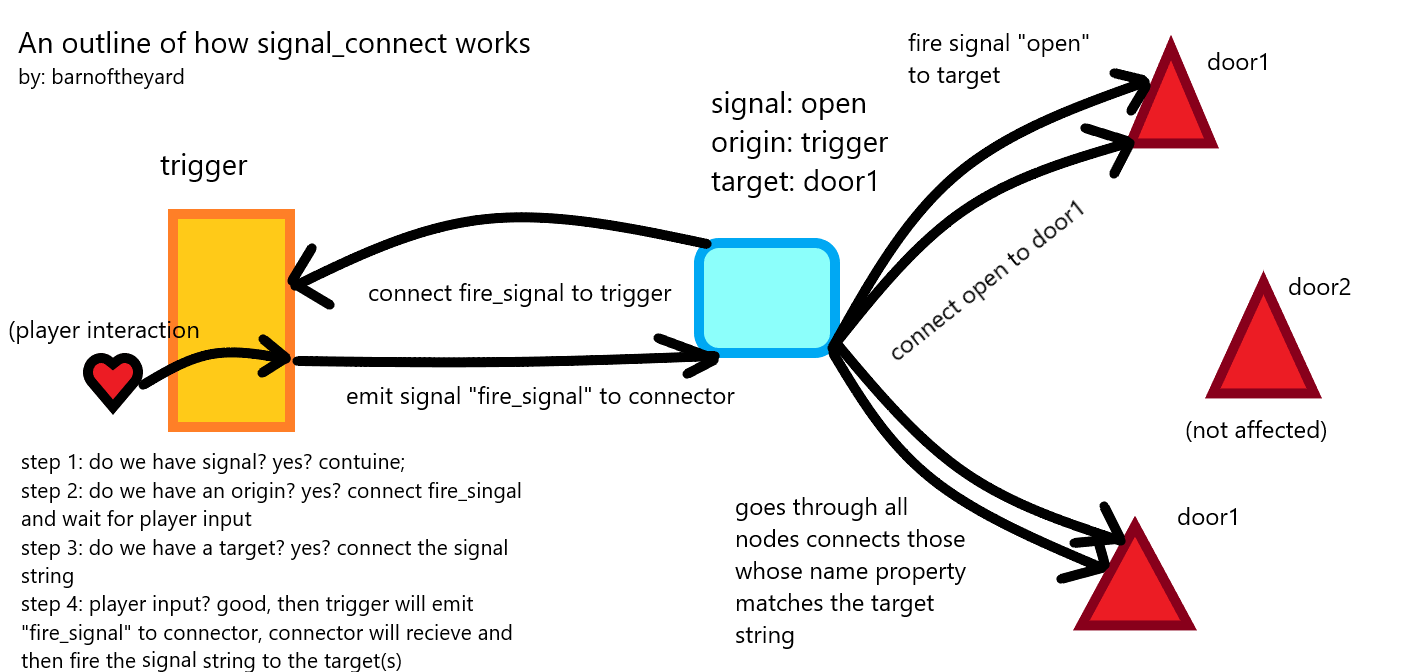 An outline of how signal_connect works
by: barnoftheyard
trigger
(player interaction
connect fire_signal to trigger
emit signal "fire_signal" to connector
signal: open
origin: trigger
target: door1
fire signal "open"
to target
door1
connect open to door1
door2
(not affected)
door1
goes through all
nodes connects those
whose name property
matches the target
string
step 1: do we have signal? yes? contuine;
step 2: do we have an origin? yes? connect fire_singal
and wait for player input
step 3: do we have a target? yes? connect the signal
string
step 4: player input? good, then trigger will emit
"fire_signal" to connector, connector will recieve and
then fire the signal string to the target(s)